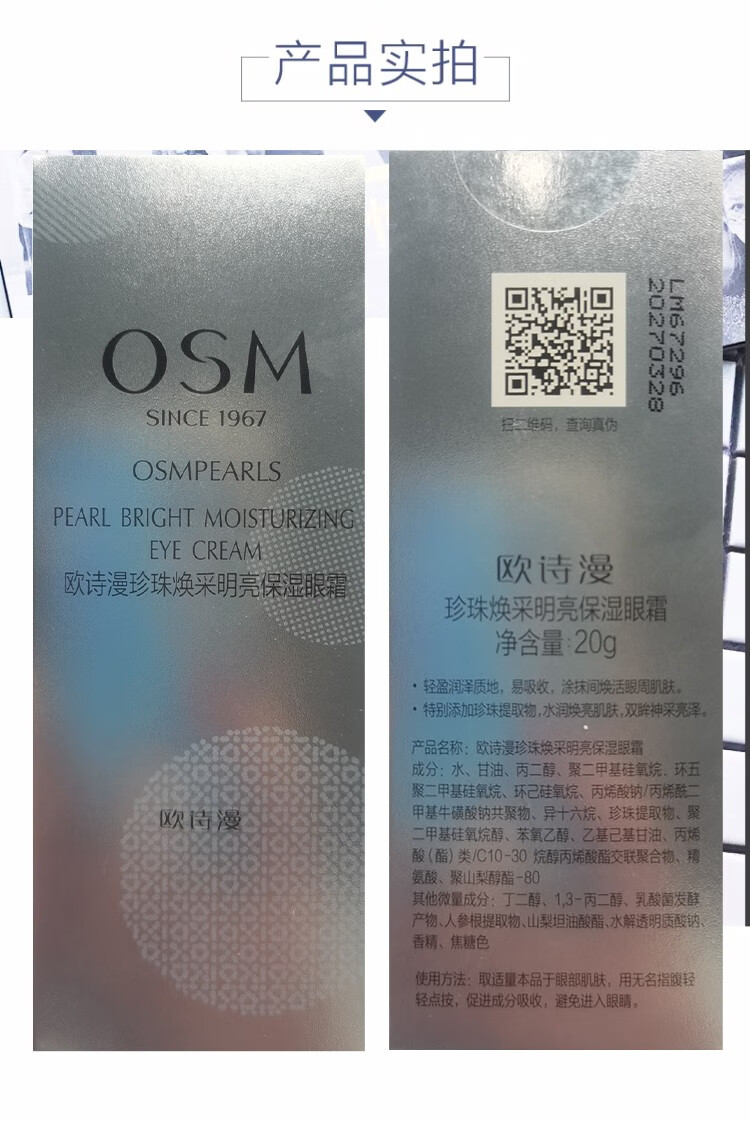 产品实拍
OSM
SINCE 1967
OSMPEARLS
PEARL BRIGHT MOISTURIZING
EYE CREAM
欧诗漫珍珠焕采明亮保湿眼霜
欧诗漫
LM67296
20270328
扫二维码，查询真伪
欧诗漫
珍珠焕采明亮保湿眼霜
净含量:20g
·轻盈润泽质地，易吸收，涂抹间焕活眼周肌肤。
·特别添加珍珠提取物,水润焕亮肌肤,双眸神采亮泽。
产品名称：欧诗漫珍珠焕采明亮保湿眼霜
成分：水、甘油、丙二醇、聚二甲基硅氧烷、环五
聚二甲基硅氧烷、环己硅氧烷、丙烯酸钠/丙烯酰二
甲基牛磺酸钠共聚物、异十六烷、珍珠提取物、聚
二甲基硅氧烷醇、苯氧乙醇、乙基己基甘油、丙烯
酸(酯)类/C10-30 烷醇丙烯酸酯交联聚合物、精
氨酸、聚山梨醇酯-80
其他微量成分：丁二醇、1,3-丙二醇、乳酸菌发酵
产物、人参根提取物、山梨坦油酸酯、水解透明质酸钠、
香精、焦糖色
使用方法：取适量本品于眼部肌肤，用无名指腹轻
轻点按，促进成分吸收，避免进入眼睛。